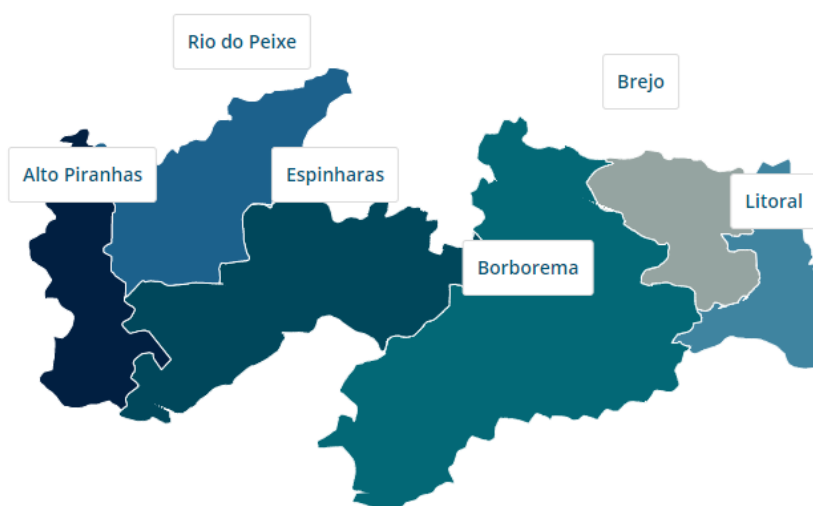 Rio do Peixe
Brejo
Alto Piranhas
Espinharas
Litoral
Borborema